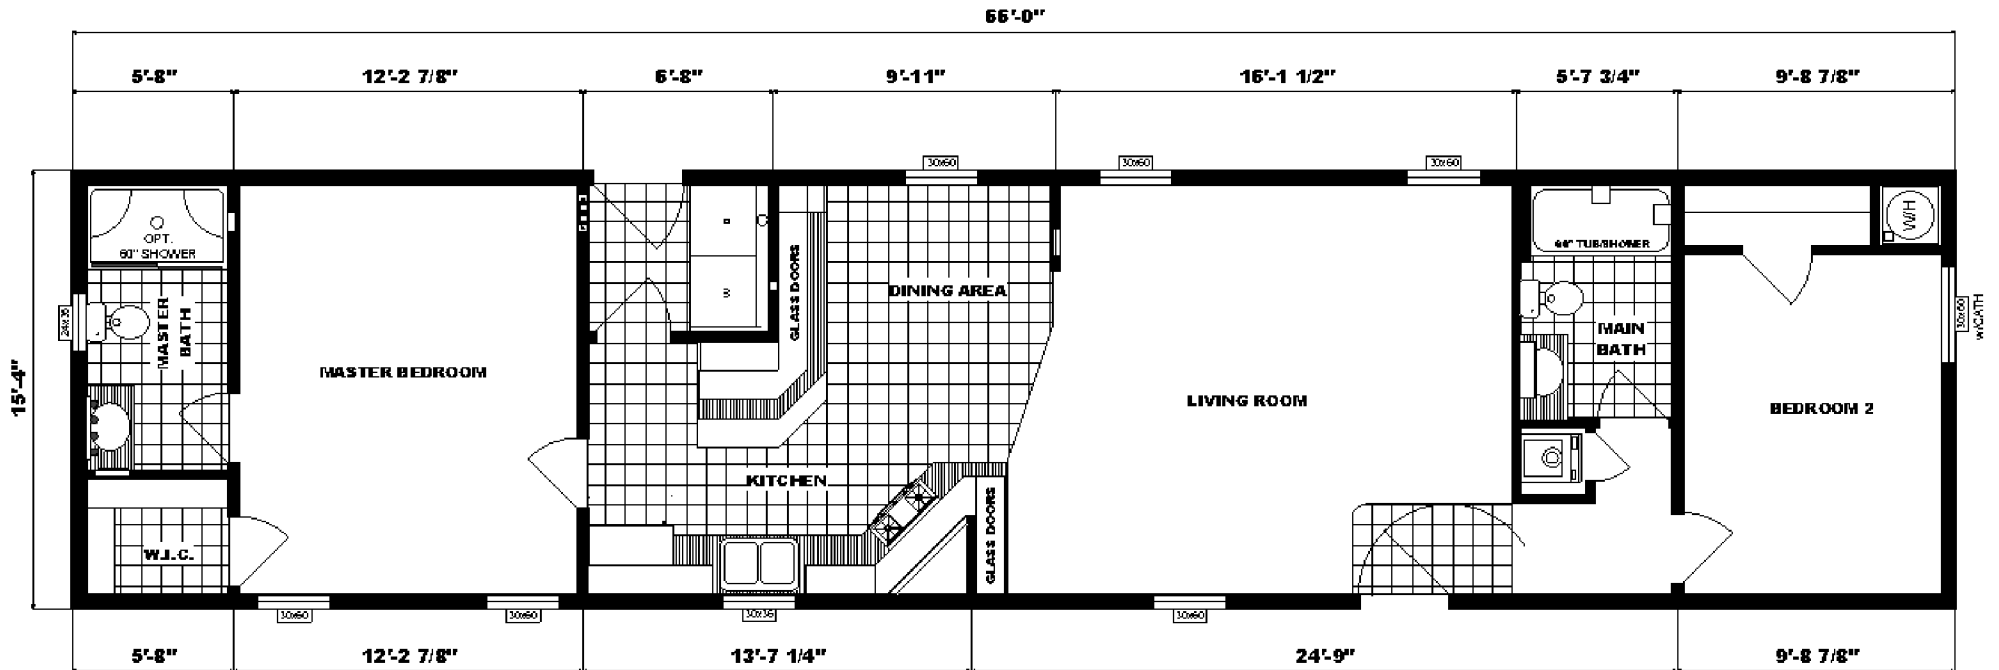 66'-0"
5'-8" 12'-2 7/8" 6'-8" 9'-11" 16'-1 1/2" 5'-7 3/4" 9'-8 7/8"
30x60 30x60 30x60
15'-4"
OPT.
60" SHOWER
24x36
MASTER
BATH
W.I.C.
MASTER BEDROOM
GLASS DOORS
DINING AREA
KITCHEN
GLASS DOORS
LIVING ROOM
60" TUB/SHOWER
MAIN
BATH
W/H
BEDROOM 2
30x60
w/CATH
30x60 30x60 30x36 30x60
5'-8" 12'-2 7/8" 13'-7 1/4" 24'-9" 9'-8 7/8"